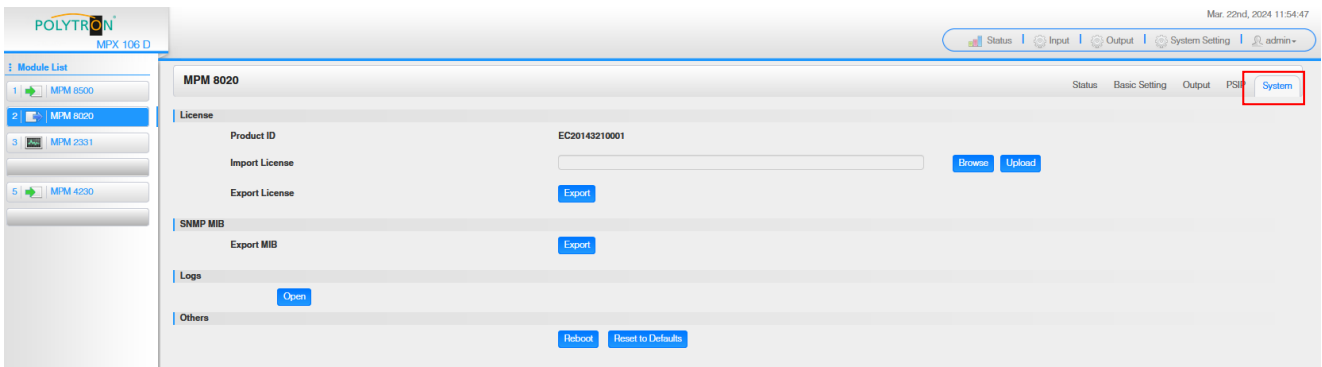 Mar. 22nd, 2024 11:54:47
POLYTRON
MPX 106 D
Status Input Output System Setting admin
Module List
1 MPM 8500
2 MPM 8020
3 MPM 2331
5 MPM 4230
MPM 8020
Status Basic Setting Output PSIP System
License
Product ID EC20143210001
Import License Browse Upload
Export License Export
SNMP MIB
Export MIB Export
Logs
Open
Others
Reboot Reset to Defaults